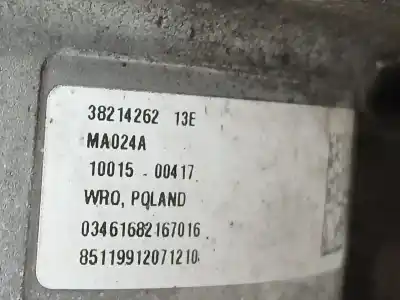 38214262 13E
MA024A
10015 - 00417
WRO, POLAND
03461682167016
85119912071210